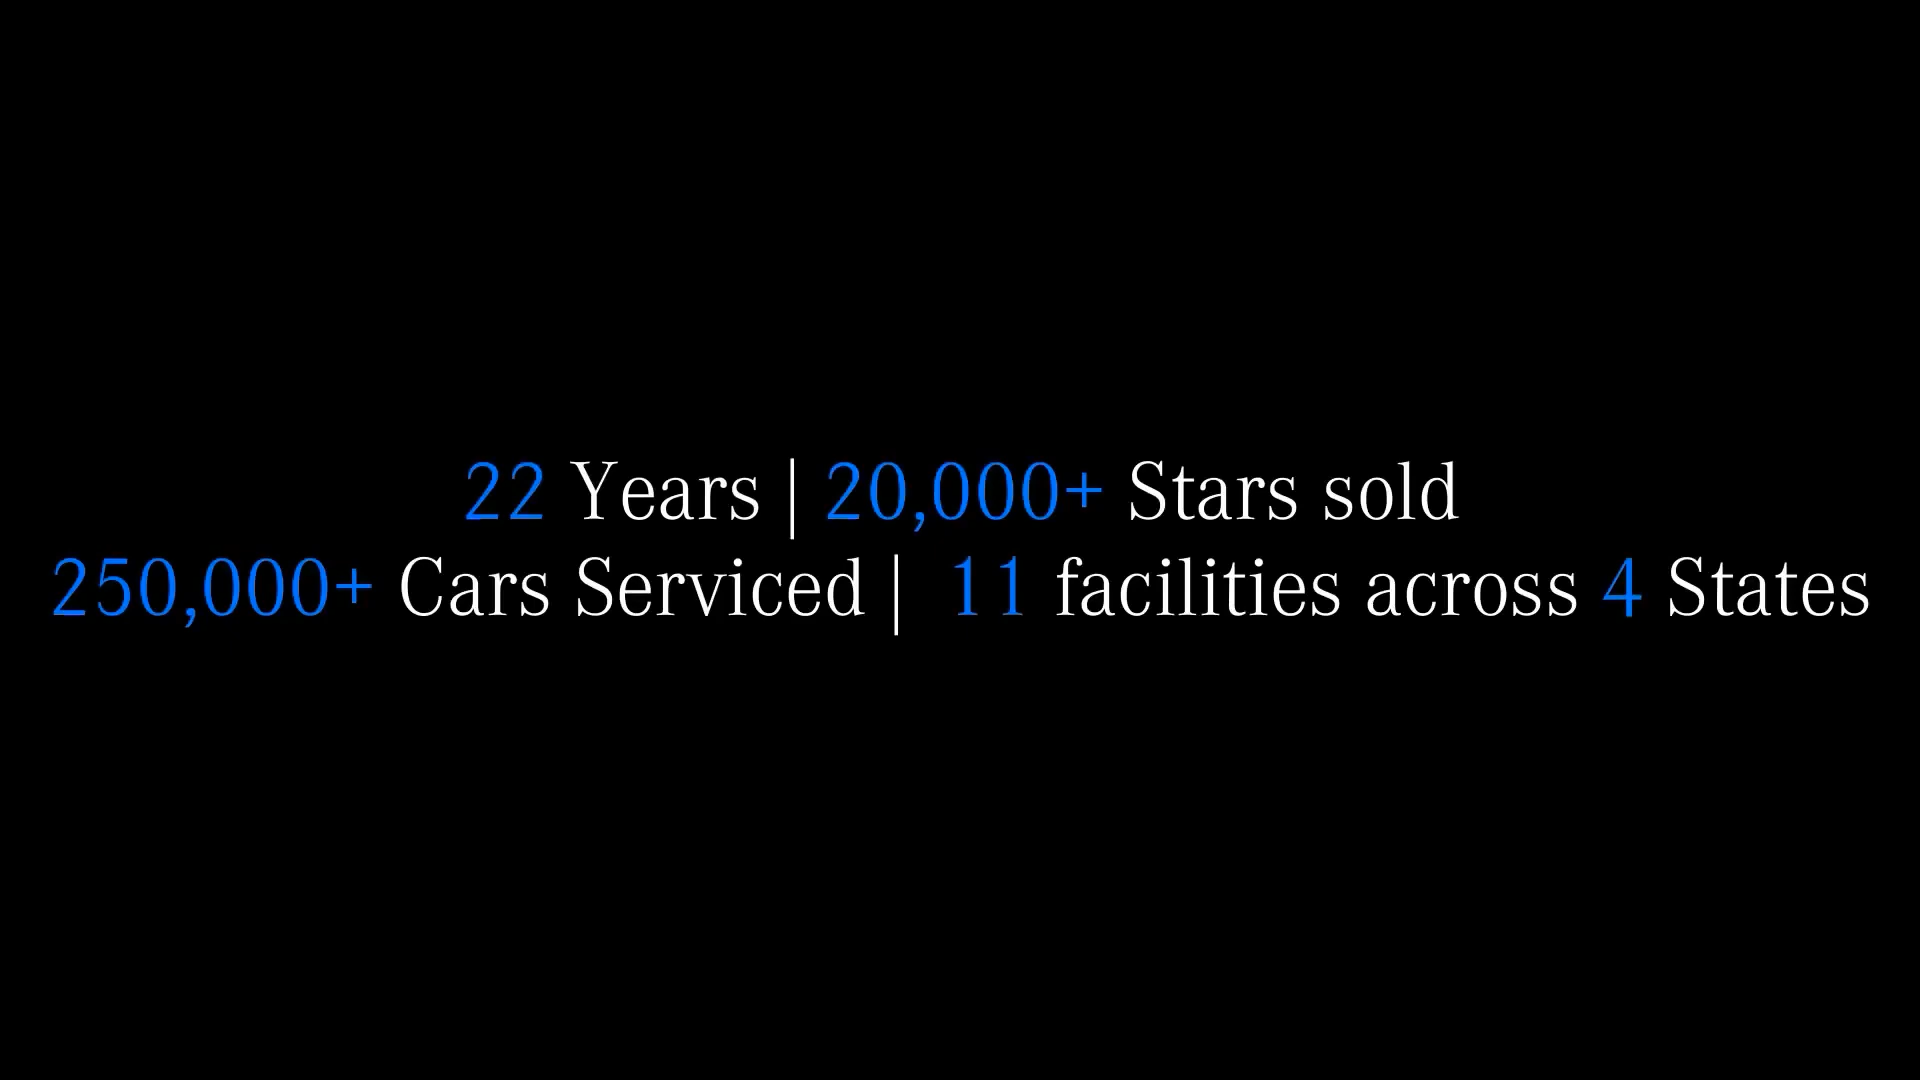 22 Years | 20,000+ Stars sold
250,000+ Cars Serviced | 11 facilities across 4 States